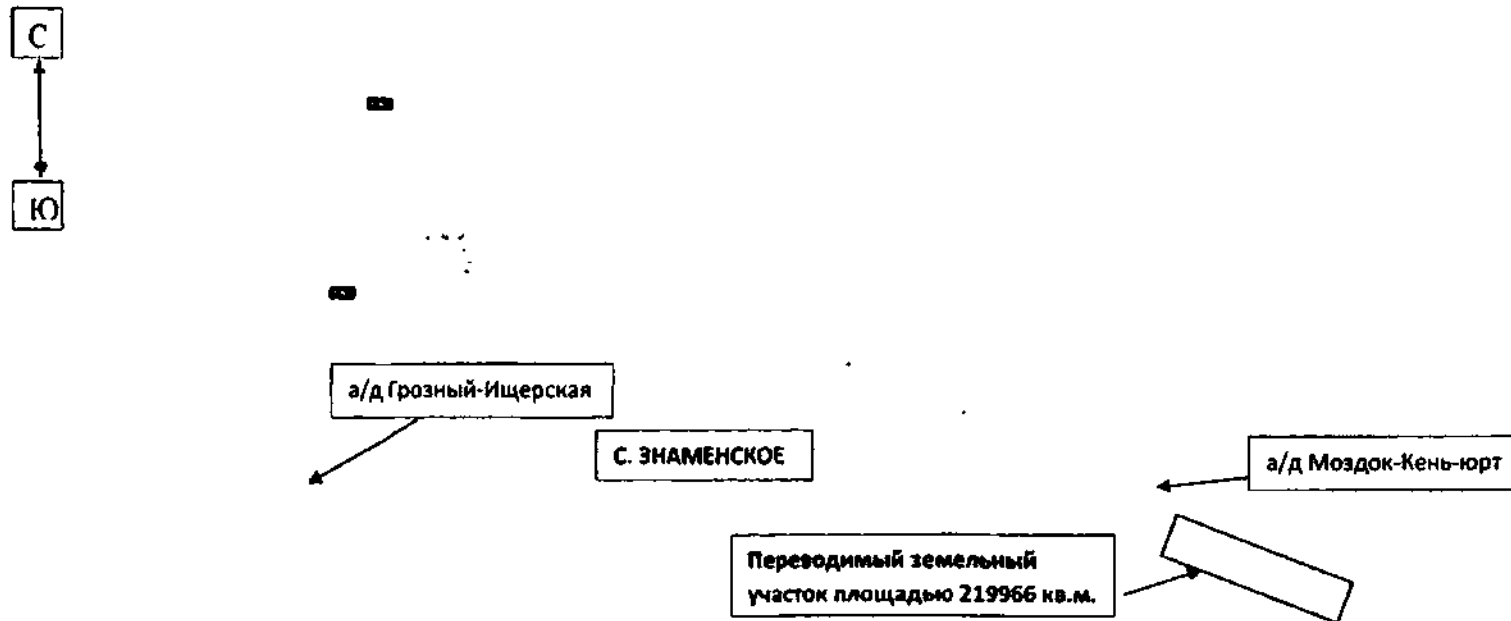 С
Ю
а/д Грозный-Ищерская
С. ЗНАМЕНСКОЕ
а/д Моздок-Кень-юрт
Переводимый земельный
участок площадью 219966 кв.м.